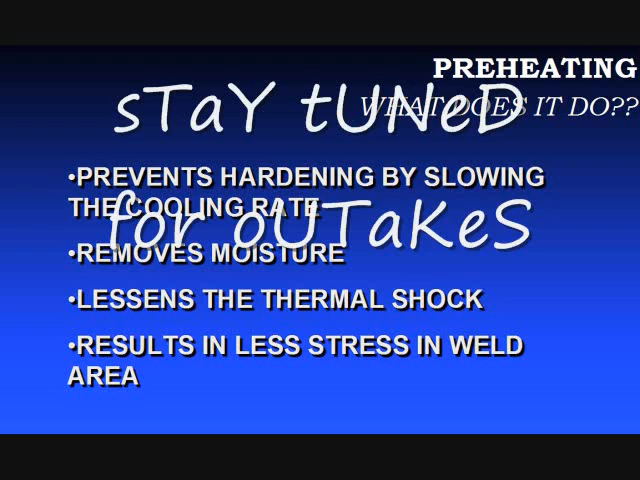 PREHEATING
WHAT DOES IT DO??
sTaY tUNeD
for oUTaKeS
•PREVENTS HARDENING BY SLOWING
THE COOLING RATE
•REMOVES MOISTURE
•LESSENS THE THERMAL SHOCK
•RESULTS IN LESS STRESS IN WELD
AREA